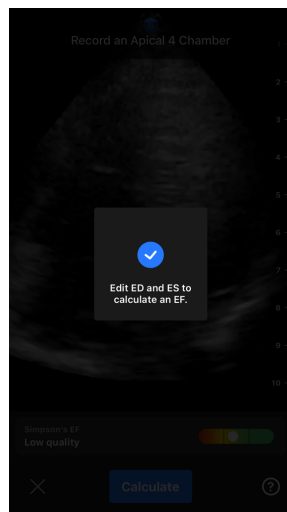 Record an Apical 4 Chamber
2
3
4
5
6
7
8
9
10
Edit ED and ES to
calculate an EF.
Simpson's EF
Low quality
Calculate
?